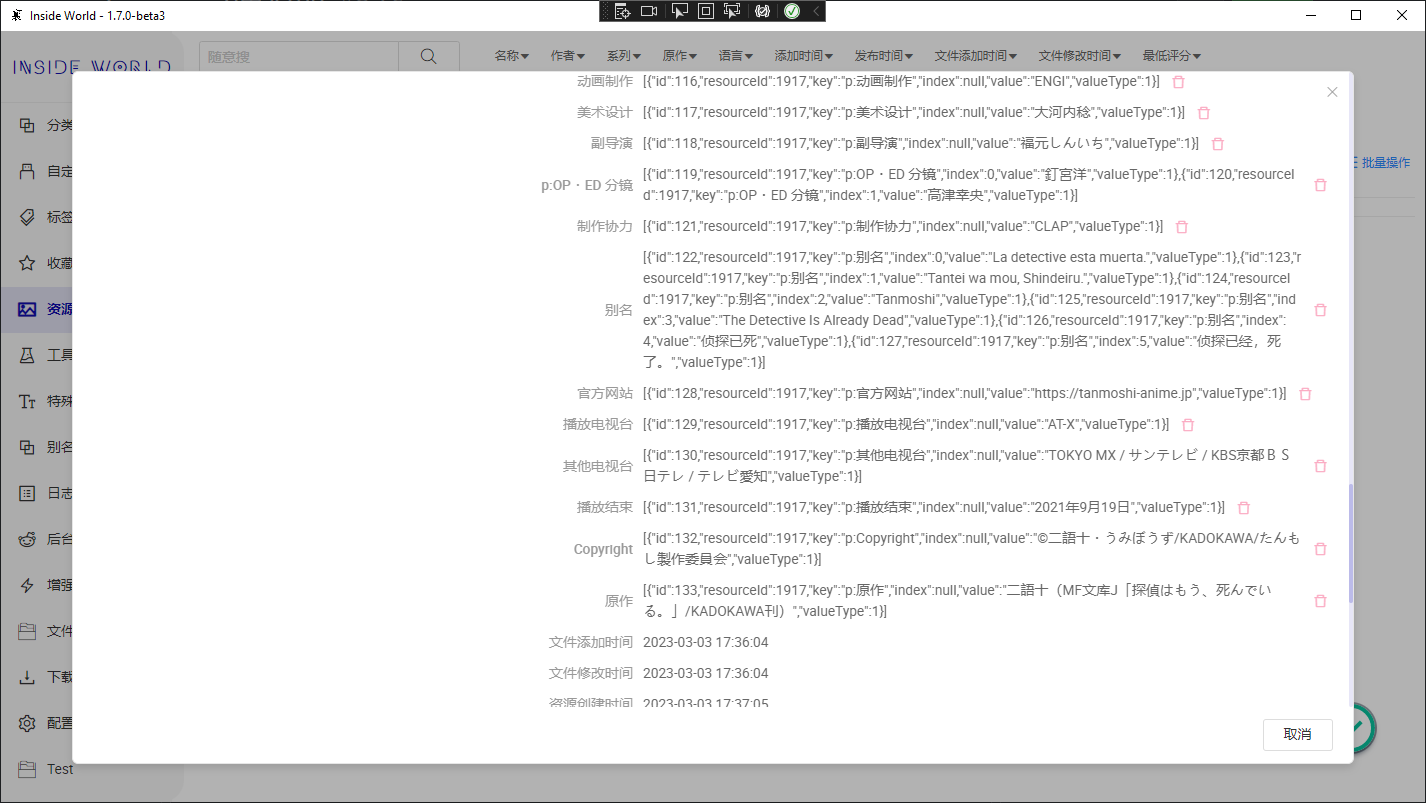 Inside World - 1.7.0-beta3
INSIDE WORLD
随意搜
名称 作者 系列 原作 语言 添加时间 发布时间 文件添加时间 文件修改时间 最低评分
分类
自定
标签
收藏
资源
工具
特殊
别名
日志
后台
增强
文件
下载
配置
Test
批量操作
动画制作 [{"id":116,"resourceId":1917,"key":"p:动画制作","index":null,"value":"ENGI","valueType":1}]
美术设计 [{"id":117,"resourceId":1917,"key":"p:美术设计","index":null,"value":"大河内稔","valueType":1}]
副导演 [{"id":118,"resourceId":1917,"key":"p:副导演","index":null,"value":"福元しんいち","valueType":1}]
p:OP・ED 分镜 [{"id":119,"resourceId":1917,"key":"p:OP・ED 分镜","index":0,"value":"釘宮洋","valueType":1},{"id":120,"resourceI
d":1917,"key":"p:OP・ED 分镜","index":1,"value":"高津幸央","valueType":1}]
制作协力 [{"id":121,"resourceId":1917,"key":"p:制作协力","index":null,"value":"CLAP","valueType":1}]
别名 [{"id":122,"resourceId":1917,"key":"p:别名","index":0,"value":"La detective esta muerta.","valueType":1},{"id":123,"r
esourceId":1917,"key":"p:别名","index":1,"value":"Tantei wa mou, Shindeiru.","valueType":1},{"id":124,"resourceI
d":1917,"key":"p:别名","index":2,"value":"Tanmoshi","valueType":1},{"id":125,"resourceId":1917,"key":"p:别名","ind
ex":3,"value":"The Detective Is Already Dead","valueType":1},{"id":126,"resourceId":1917,"key":"p:别名","index":
4,"value":"侦探已死","valueType":1},{"id":127,"resourceId":1917,"key":"p:别名","index":5,"value":"侦探已经，死
了。","valueType":1}]
官方网站 [{"id":128,"resourceId":1917,"key":"p:官方网站","index":null,"value":"https://tanmoshi-anime.jp","valueType":1}]
播放电视台 [{"id":129,"resourceId":1917,"key":"p:播放电视台","index":null,"value":"AT-X","valueType":1}]
其他电视台 [{"id":130,"resourceId":1917,"key":"p:其他电视台","index":null,"value":"TOKYO MX / サンテレビ / KBS京都ＢＳ
日テレ / テレビ愛知","valueType":1}]
播放结束 [{"id":131,"resourceId":1917,"key":"p:播放结束","index":null,"value":"2021年9月19日","valueType":1}]
Copyright [{"id":132,"resourceId":1917,"key":"p:Copyright","index":null,"value":"©二語十・うみぼうず/KADOKAWA/たんも
し製作委員会","valueType":1}]
原作 [{"id":133,"resourceId":1917,"key":"p:原作","index":null,"value":"二語十（MF文库J「探偵はもう、死んでい
る。」/KADOKAWA刊）","valueType":1}]
文件添加时间 2023-03-03 17:36:04
文件修改时间 2023-03-03 17:36:04
资源创建时间 2023-03-03 17:37:05
取消